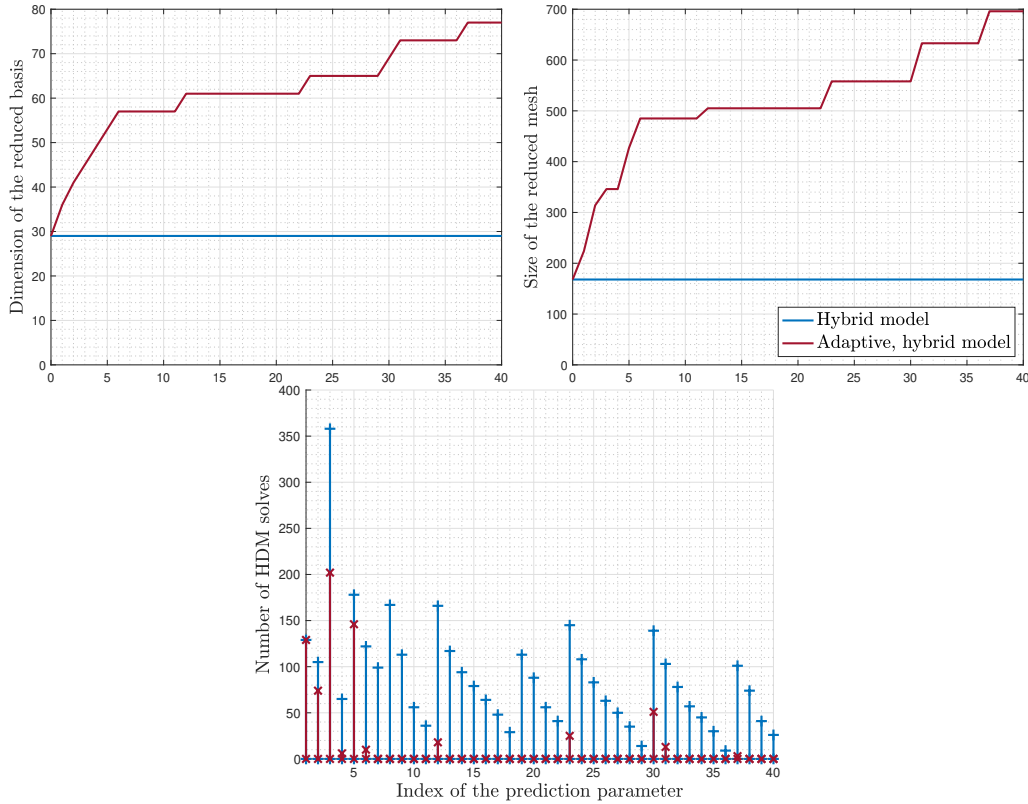 Dimension of the reduced basis
80
70
60
50
40
30
20
10
0
0 5 10 15 20 25 30 35 40
Size of the reduced mesh
700
600
500
400
300
200
100
0
0 5 10 15 20 25 30 35 40
Hybrid model
Adaptive, hybrid model
Number of HDM solves
400
350
300
250
200
150
100
50
0
5 10 15 20 25 30 35 40
Index of the prediction parameter